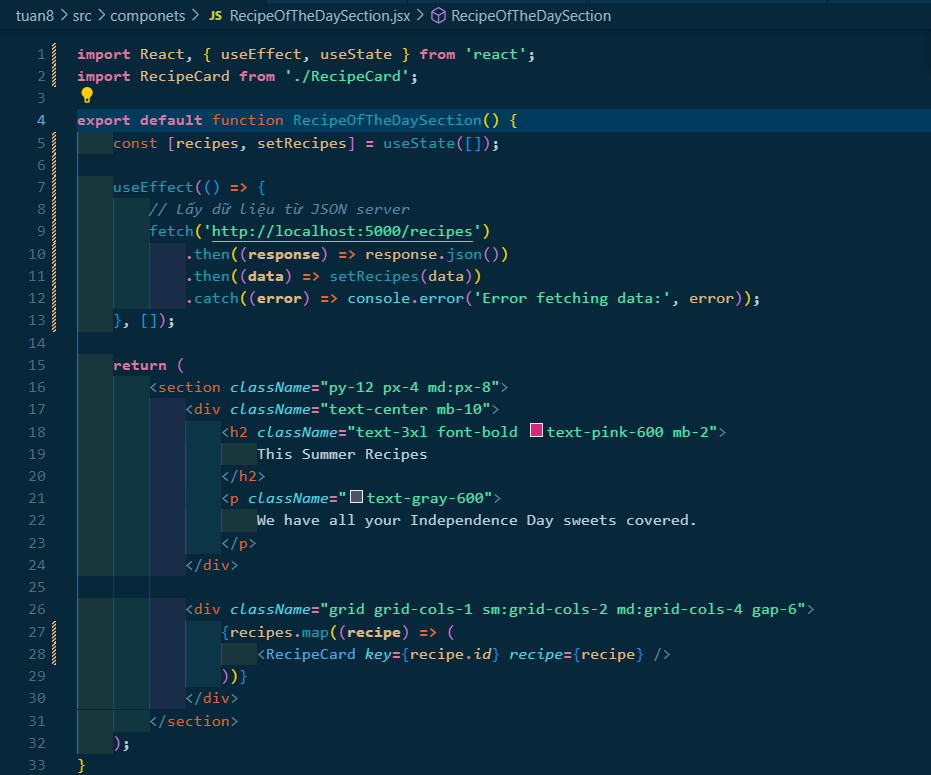 tuan8 > src > componets > JS RecipeOfTheDaySection.jsx > RecipeOfTheDaySection
1 import React, { useEffect, useState } from 'react';
2 import RecipeCard from './RecipeCard';
3
4 export default function RecipeOfTheDaySection() {
5     const [recipes, setRecipes] = useState([]);
6
7     useEffect(() => {
8         // Lấy dữ liệu từ JSON server
9         fetch('http://localhost:5000/recipes')
10             .then((response) => response.json())
11             .then((data) => setRecipes(data))
12             .catch((error) => console.error('Error fetching data:', error));
13     }, []);
14
15     return (
16         <section className="py-12 px-4 md:px-8">
17             <div className="text-center mb-10">
18                 <h2 className="text-3xl font-bold text-pink-600 mb-2">
19                     This Summer Recipes
20                 </h2>
21                 <p className="text-gray-600">
22                     We have all your Independence Day sweets covered.
23                 </p>
24             </div>
25
26             <div className="grid grid-cols-1 sm:grid-cols-2 md:grid-cols-4 gap-6">
27                 {recipes.map((recipe) => (
28                     <RecipeCard key={recipe.id} recipe={recipe} />
29                 ))}
30             </div>
31         </section>
32     );
33 }